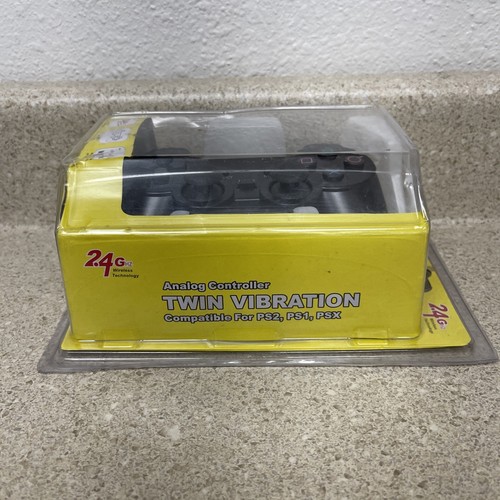 2.4GHz
Wireless
Technology
Analog Controller
TWIN VIBRATION
Compatible For PS2, PS1, PSX
2.4G